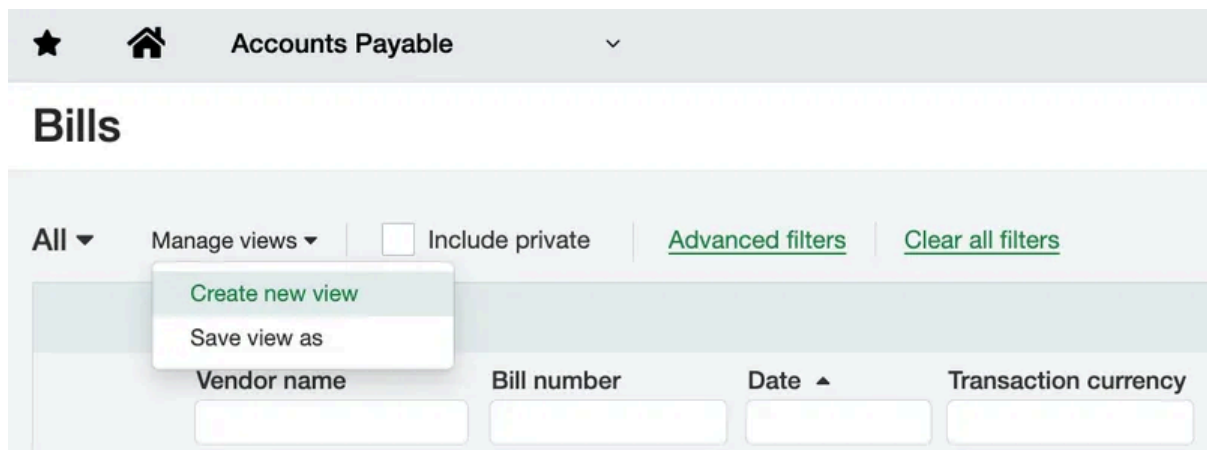 Accounts Payable
Bills
All Manage views Include private Advanced filters Clear all filters
Create new view
Save view as
Vendor name Bill number Date Transaction currency